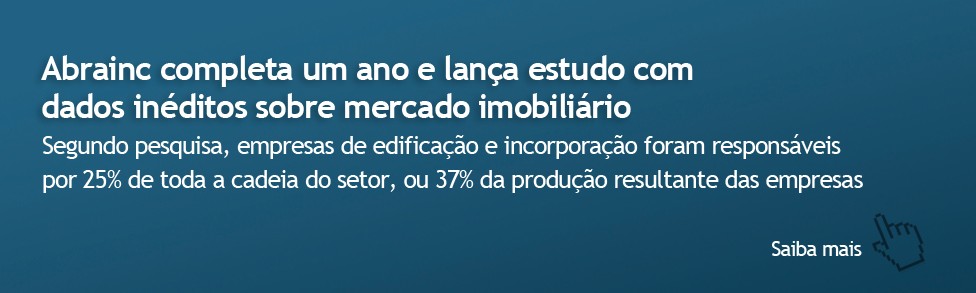 Abrainc completa um ano e lança estudo com
dados inéditos sobre mercado imobiliário
Segundo pesquisa, empresas de edificação e incorporação foram responsáveis
por 25% de toda a cadeia do setor, ou 37% da produção resultante das empresas
Saiba mais